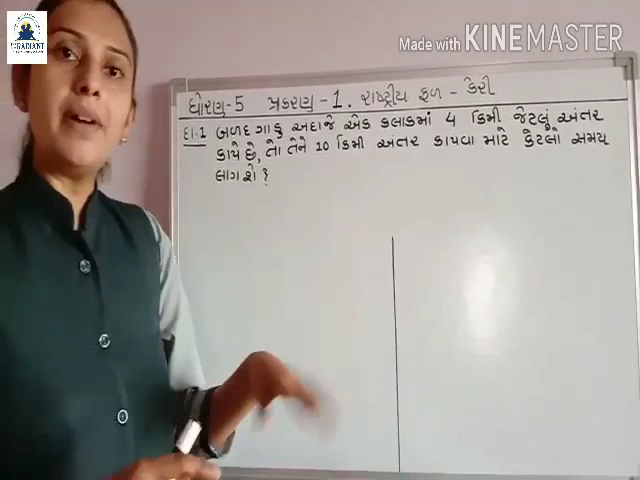 RADIANT
Made with KINEMASTER
ધોરણ-5 પ્રકરણ-1. રાષ્ટ્રીય ફળ - કેરી
દા-1 બળદ ગાડુ અંદાજે એક કલાકમાં 4 કિમી જેટલું અંતર
કાપે છે, તો તેને 10 કિમી અંતર કાપવા માટે કેટલો સમય
લાગશે ?